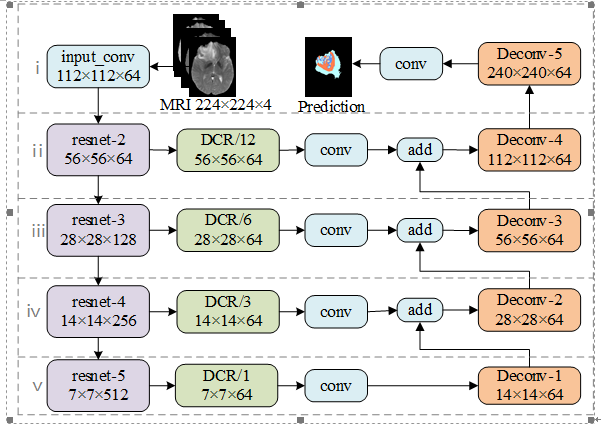 i
input_conv
112×112×64
MRI 224×224×4
Prediction
conv
Deconv-5
240×240×64
ii
resnet-2
56×56×64
DCR/12
56×56×64
conv
add
Deconv-4
112×112×64
iii
resnet-3
28×28×128
DCR/6
28×28×64
conv
add
Deconv-3
56×56×64
iv
resnet-4
14×14×256
DCR/3
14×14×64
conv
add
Deconv-2
28×28×64
v
resnet-5
7×7×512
DCR/1
7×7×64
conv
Deconv-1
14×14×64